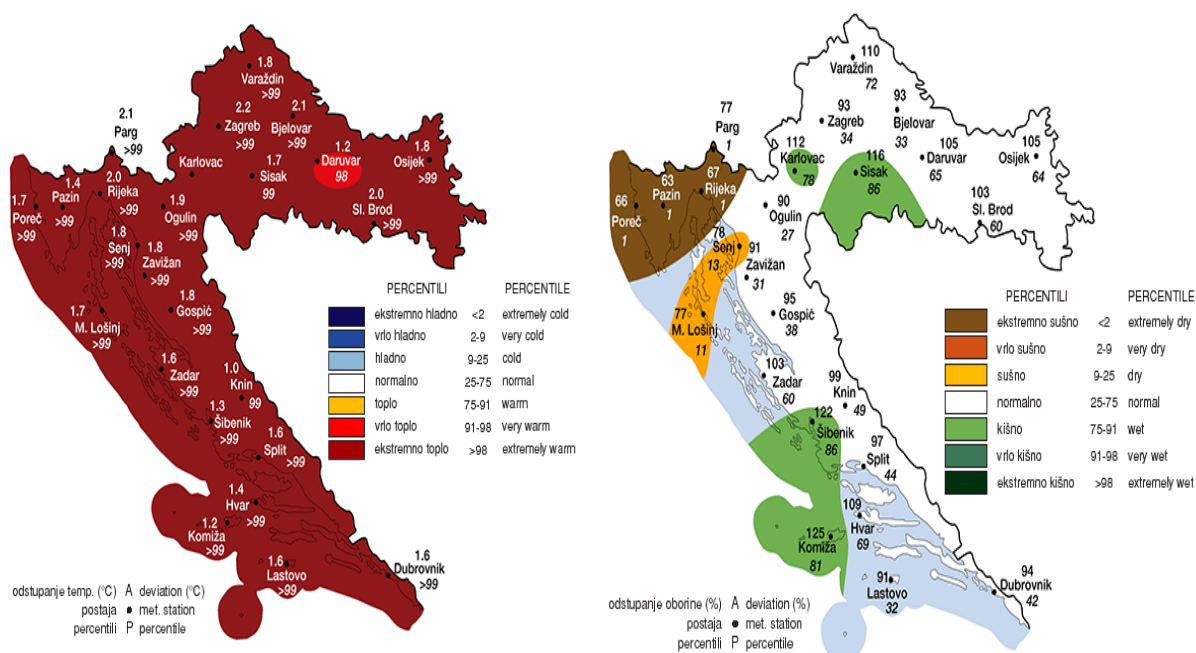 1.8
Varaždin
>99
2.2
Zagreb
>99
2.1
Bjelovar
>99
2.1
Parg
>99
1.2
Daruvar
98
1.8
Osijek
>99
Karlovac
1.7
Sisak
99
2.0
Sl. Brod
>99
1.7
Poreč
>99
1.4
Pazin
>99
2.0
Rijeka
>99
1.9
Ogulin
>99
1.8
Senj
>99
1.8
Zavižan
>99
1.8
Gospić
>99
1.7
M. Lošinj
>99
1.6
Zadar
>99
1.0
Knin
99
1.3
Šibenik
>99
1.6
Split
>99
1.4
Hvar
>99
1.2
Komiža
>99
1.6
Lastovo
>99
1.6
Dubrovnik
>99
PERCENTILI PERCENTILE
ekstremno hladno <2 extremely cold
vrlo hladno 2-9 very cold
hladno 9-25 cold
normalno 25-75 normal
toplo 75-91 warm
vrlo toplo 91-98 very warm
ekstremno toplo >98 extremely warm
odstupanje temp. (°C) A deviation (°C)
postaja met. station
percentili P percentile
110
Varaždin
72
93
Zagreb
34
93
Bjelovar
33
77
Parg
1
112
Karlovac
78
116
Sisak
86
105
Daruvar
65
105
Osijek
64
103
Sl. Brod
60
66
Poreč
1
63
Pazin
1
67
Rijeka
1
90
Ogulin
27
78
Senj
13
91
Zavižan
31
95
Gospić
38
77
M. Lošinj
11
103
Zadar
60
99
Knin
49
122
Šibenik
86
97
Split
44
109
Hvar
69
125
Komiža
81
91
Lastovo
32
94
Dubrovnik
42
PERCENTILI PERCENTILE
ekstremno sušno <2 extremely dry
vrlo sušno 2-9 very dry
sušno 9-25 dry
normalno 25-75 normal
kišno 75-91 wet
vrlo kišno 91-98 very wet
ekstremno kišno >98 extremely wet
odstupanje oborine (%) A deviation (%)
postaja met. station
percentili P percentile